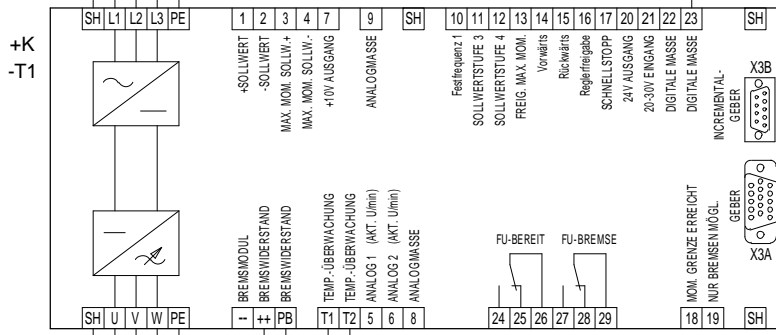 SH L1 L2 L3 PE
1 2 3 4 7 9 SH
10 11 12 13 14 15 16 17 20 21 22 23 SH
+K
-T1
+SOLLWERT
-SOLLWERT
MAX. MOM. SOLLW.+
MAX. MOM. SOLLW.-
+10V AUSGANG
ANALOGMASSE
Festfrequenz 1
SOLLWERTSTUFE 3
SOLLWERTSTUFE 4
FREIG. MAX. MOM.
Vorwärts
Rückwärts
Reglerfreigabe
SCHNELLSTOPP
24V AUSGANG
20-30V EINGANG
DIGITALE MASSE
DIGITALE MASSE
INCREMENTAL-
GEBER
X3B
BREMSMODUL
BREMSWIDERSTAND
BREMSWIDERSTAND
TEMP.-ÜBERWACHUNG
TEMP.-ÜBERWACHUNG
ANALOG 1 (AKT. U/min)
ANALOG 2 (AKT. U/min)
ANALOGMASSE
FU-BEREIT
FU-BREMSE
MOM. GRENZE ERREICHT
NUR BREMSEN MÖGL.
GEBER
X3A
SH U V W PE
-- ++ PB T1 T2 5 6 8
24 25 26 27 28 29
18 19 SH